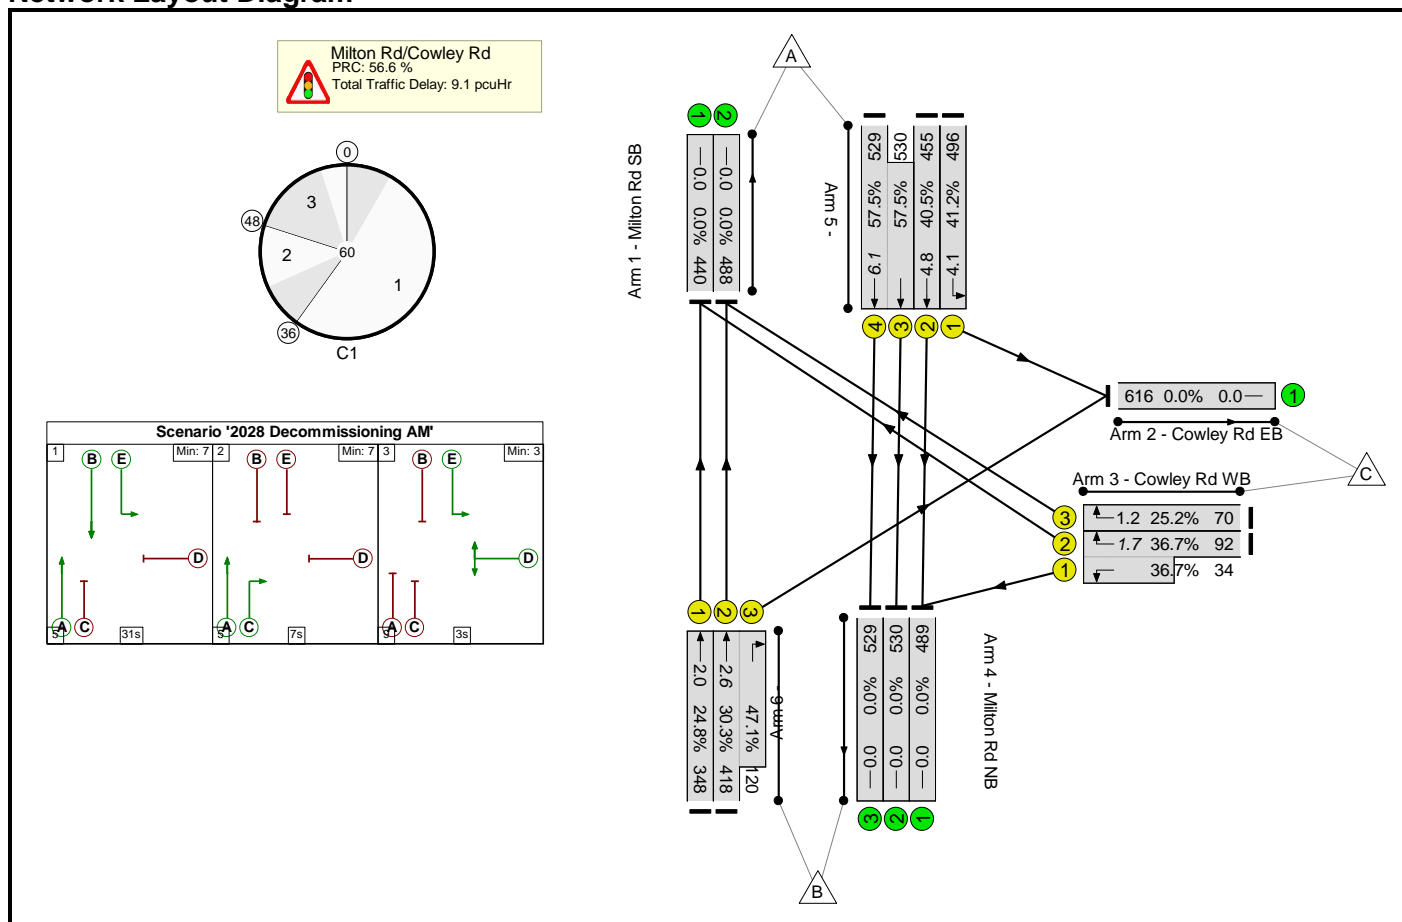 Network Layout Diagram
Milton Rd/Cowley Rd
PRC: 56.6 %
Total Traffic Delay: 9.1 pcuHr
0
3
48
2
60
1
36
C1
Scenario '2028 Decommissioning AM'
1
B
E
Min: 7
2
B
E
Min: 7
3
B
E
Min: 3
D
D
D
A
C
5
31s
A
C
5
7s
A
C
9
3s
A
Arm 1 - Milton Rd SB
1
2
0.0 0.0% 440
0.0 0.0% 488
Arm 5 -
529 57.5% 6.1
530 57.5%
455 40.5% 4.8
496 41.2% 4.1
4
3
2
1
616 0.0% 0.0
1
Arm 2 - Cowley Rd EB
C
Arm 3 - Cowley Rd WB
3
1.2 25.2% 70
2
1.7 36.7% 92
1
36.7% 34
1
2
3
2.0 24.8% 348
2.6 30.3% 418
47.1% 120
Arm 6 -
529 0.0% 0.0
530 0.0% 0.0
489 0.0% 0.0
3
2
1
Arm 4 - Milton Rd NB
B